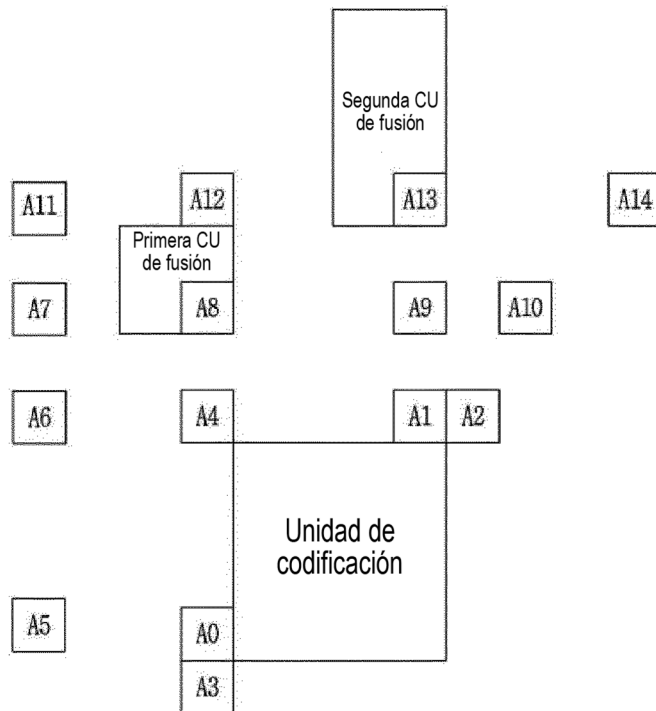 Segunda CU
de fusión
A11
A12
A13
A14
Primera CU
de fusión
A7
A8
A9
A10
A6
A4
A1
A2
Unidad de
codificación
A5
A0
A3